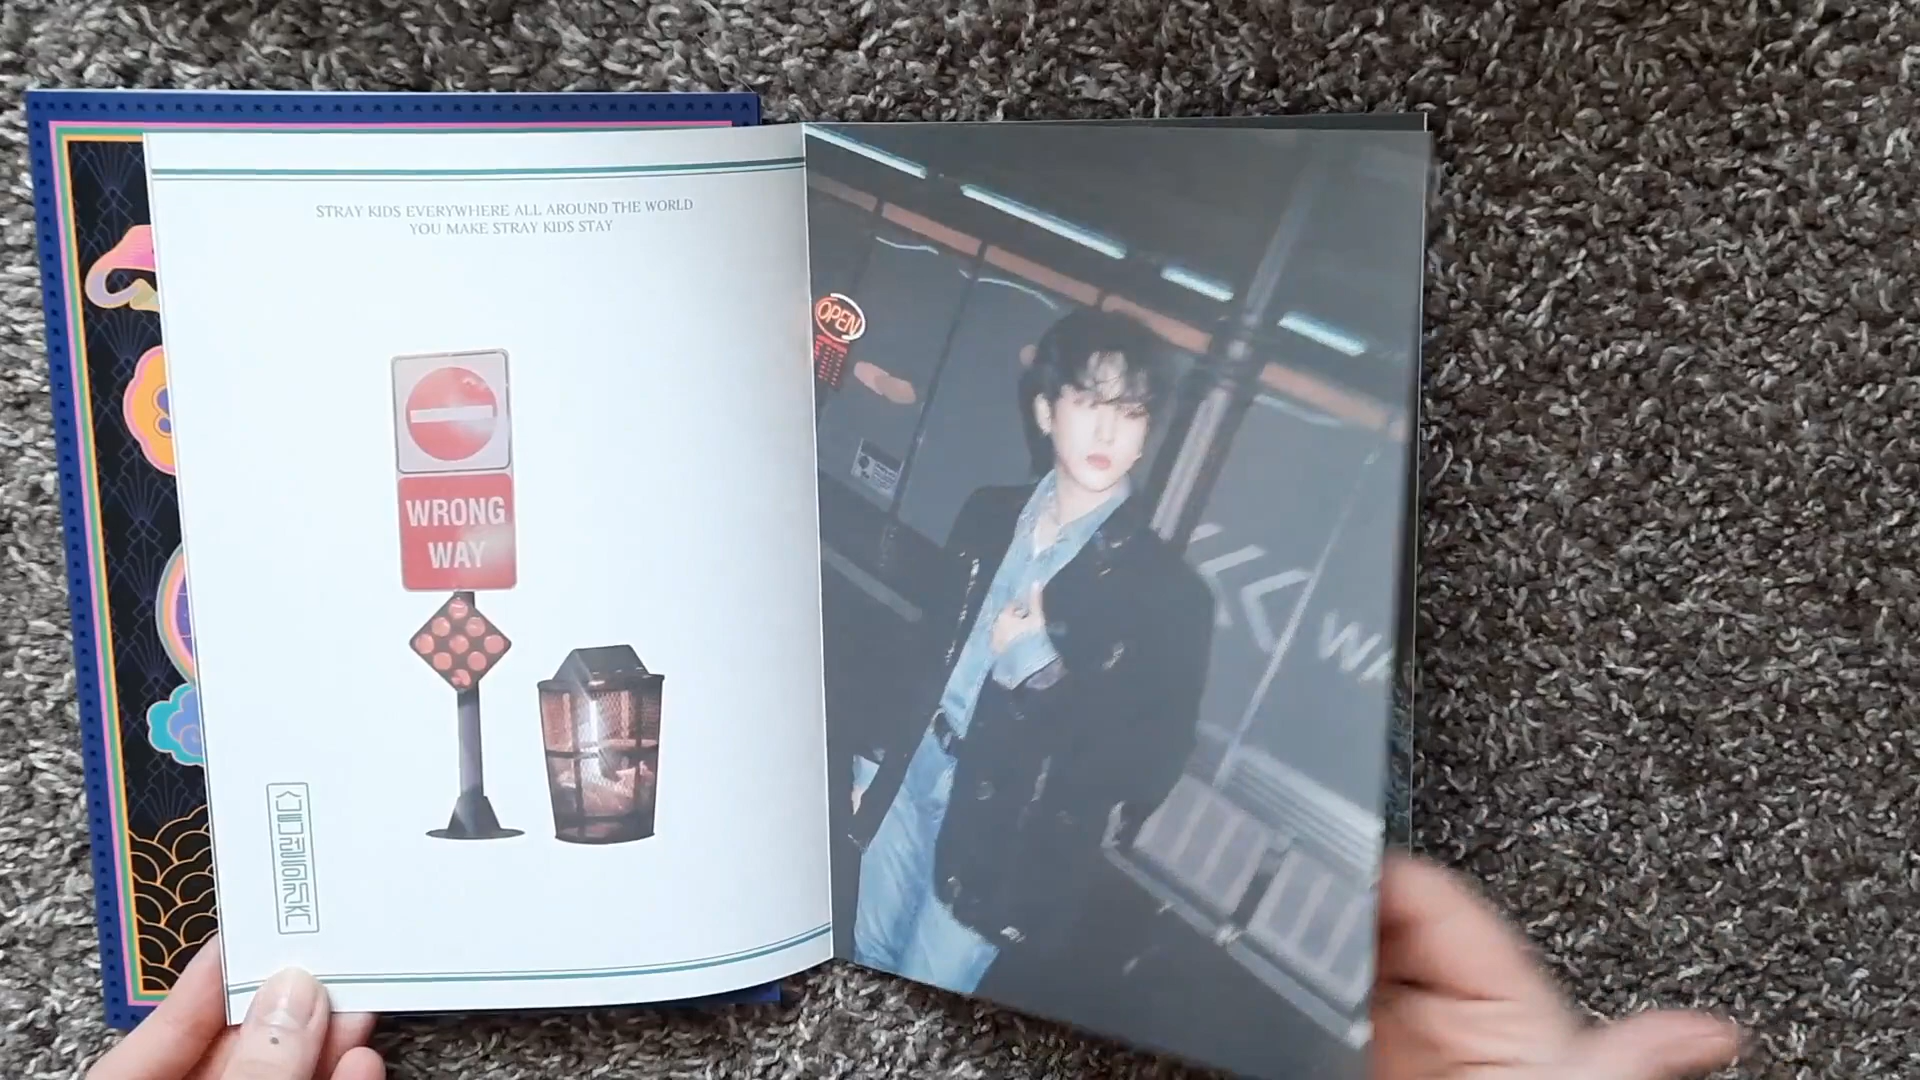 STRAY KIDS EVERYWHERE ALL AROUND THE WORLD
YOU MAKE STRAY KIDS STAY
WRONG
WAY
OPEN